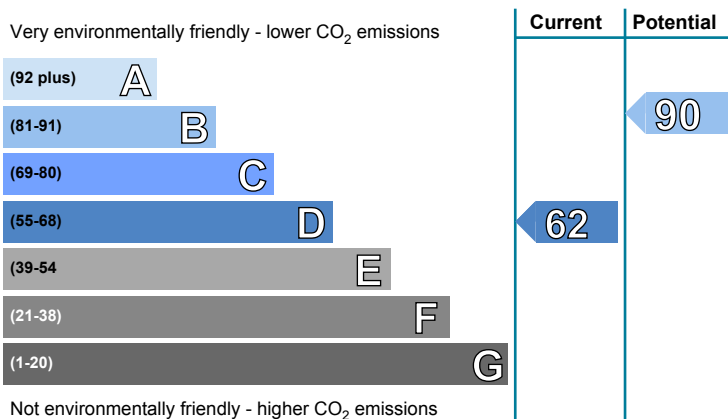 Current Potential
Very environmentally friendly - lower CO2 emissions
(92 plus) A
90
(81-91) B
(69-80) C
(55-68) D
62
(39-54 E
(21-38) F
(1-20) G
Not environmentally friendly - higher CO2 emissions